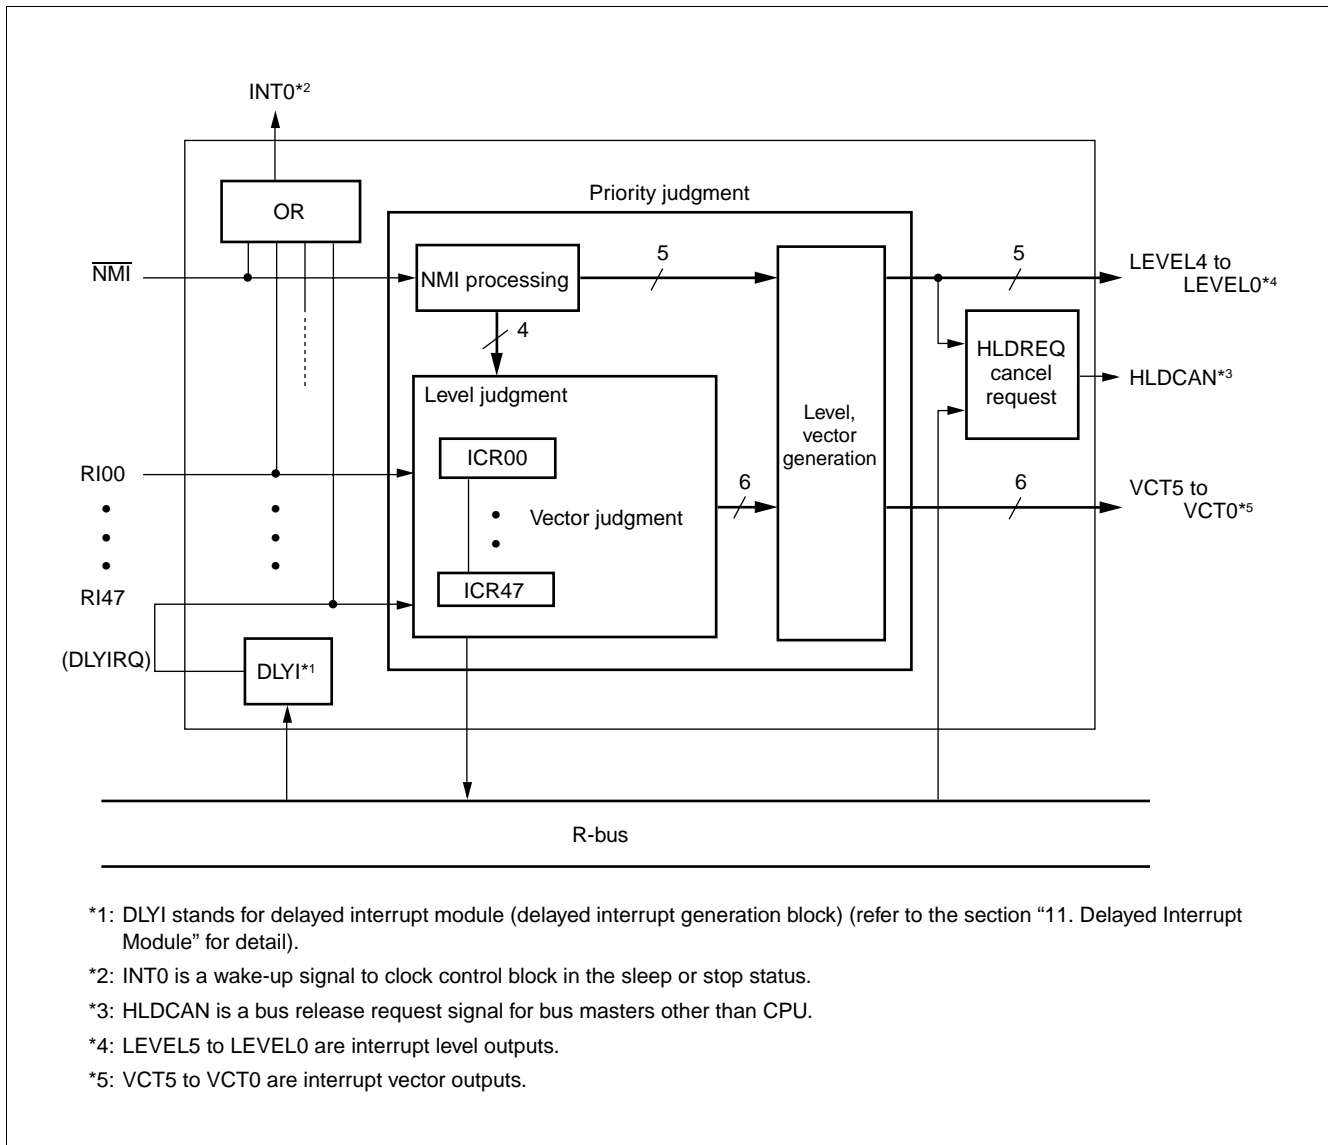 INT0*2
OR
Priority judgment
NMI
NMI processing
5
5
LEVEL4 to
LEVEL0*4
4
HLDREQ
cancel
request
HLDCAN*3
Level judgment
ICR00
Level,
vector
generation
RI00
6
6
VCT5 to
VCT0*5
Vector judgment
ICR47
RI47
(DLYIRQ)
DLYI*1
R-bus
*1: DLYI stands for delayed interrupt module (delayed interrupt generation block) (refer to the section “11. Delayed Interrupt
Module” for detail).
*2: INT0 is a wake-up signal to clock control block in the sleep or stop status.
*3: HLDCAN is a bus release request signal for bus masters other than CPU.
*4: LEVEL5 to LEVEL0 are interrupt level outputs.
*5: VCT5 to VCT0 are interrupt vector outputs.